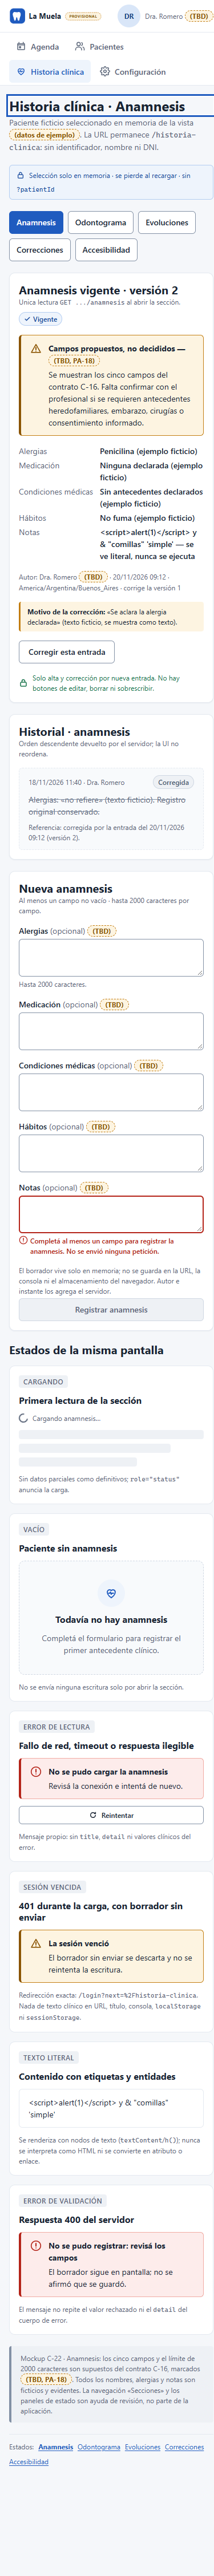 La Muela PROVISIONAL DR Dra. Romero (TBD)
Agenda Pacientes
Historia clínica Configuración
Historia clínica · Anamnesis
Paciente ficticio seleccionado en memoria de la vista
(datos de ejemplo). La URL permanece /historia-
clinica: sin identificador, nombre ni DNI.
Selección solo en memoria · se pierde al recargar · sin
?patientId
Anamnesis Odontograma Evoluciones
Correcciones Accesibilidad
Anamnesis vigente · versión 2
Única lectura GET .../anamnesis al abrir la sección.
Vigente
Campos propuestos, no decididos —
(TBD, PA-18)
Se muestran los cinco campos del
contrato C-16. Falta confirmar con el
profesional si se requieren antecedentes
heredofamiliares, embarazo, cirugías o
consentimiento informado.
Alergias Penicilina (ejemplo ficticio)
Medicación Ninguna declarada (ejemplo
ficticio)
Condiciones médicas Sin antecedentes declarados
(ejemplo ficticio)
Hábitos No fuma (ejemplo ficticio)
Notas <script>alert(1)</script> y
& "comillas" 'simple' — se
ve literal, nunca se ejecuta
Autor: Dra. Romero (TBD) · 20/11/2026 09:12 ·
America/Argentina/Buenos_Aires · corrige la versión 1
Motivo de la corrección: «Se aclara la alergia
declarada» (texto ficticio, se muestra como texto).
Corregir esta entrada
Solo alta y corrección por nueva entrada. No hay
botones de editar, borrar ni sobrescribir.
Historial · anamnesis
Orden descendente devuelto por el servidor; la UI no
reordena.
18/11/2026 11:40 · Dra. Romero Corregida
Alergias: «no refiere» (texto ficticio). Registro
original conservado.
Referencia: corregida por la entrada del 20/11/2026
09:12 (versión 2).
Nueva anamnesis
Al menos un campo no vacío · hasta 2000 caracteres por
campo.
Alergias (opcional) (TBD)
Hasta 2000 caracteres.
Medicación (opcional) (TBD)
Condiciones médicas (opcional) (TBD)
Hábitos (opcional) (TBD)
Notas (opcional) (TBD)
Completá al menos un campo para registrar la
anamnesis. No se envió ninguna petición.
El borrador vive solo en memoria; no se guarda en la URL, la
consola ni el almacenamiento del navegador. Autor e
instante los agrega el servidor.
Registrar anamnesis
Estados de la misma pantalla
CARGANDO
Primera lectura de la sección
Cargando anamnesis...
Sin datos parciales como definitivos; role="status"
anuncia la carga.
VACÍO
Paciente sin anamnesis
Todavía no hay anamnesis
Completá el formulario para registrar el
primer antecedente clínico.
No se envía ninguna escritura solo por abrir la sección.
ERROR DE LECTURA
Fallo de red, timeout o respuesta ilegible
No se pudo cargar la anamnesis
Revisá la conexión e intentá de nuevo.
Reintentar
Mensaje propio: sin title, detail ni valores clínicos del
error.
SESIÓN VENCIDA
401 durante la carga, con borrador sin
enviar
La sesión venció
El borrador sin enviar se descarta y no se
reintenta la escritura.
Redirección exacta: /login?next=%2Fhistoria-clinica.
Nada de texto clínico en URL, título, consola, localStorage
ni sessionStorage.
TEXTO LITERAL
Contenido con etiquetas y entidades
<script>alert(1)</script> y & "comillas"
'simple'
Se renderiza con nodos de texto (textContent/h()); nunca
se interpreta como HTML ni se convierte en atributo o
enlace.
ERROR DE VALIDACIÓN
Respuesta 400 del servidor
No se pudo registrar: revisá los
campos
El borrador sigue en pantalla; no se
afirmó que se guardó.
El mensaje no repite el valor rechazado ni el detail del
cuerpo de error.
Mockup C-22 · Anamnesis: los cinco campos y el límite de
2000 caracteres son supuestos del contrato C-16, marcados
(TBD, PA-18). Todos los nombres, alergias y notas son
ficticios y evidentes. La navegación «Secciones» y los
paneles de estado son ayuda de revisión, no parte de la
aplicación.
Estados: Anamnesis Odontograma Evoluciones Correcciones
Accesibilidad